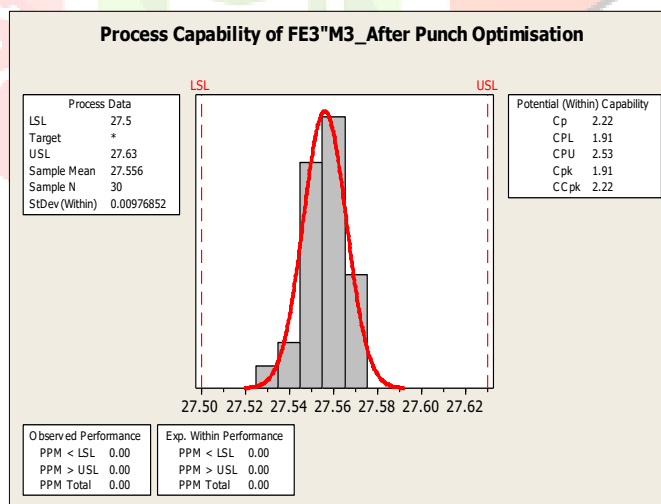 Process Capability of FE3"M3_After Punch Optimisation
LSL
USL
Process Data
LSL 27.5
Target *
USL 27.63
Sample Mean 27.556
Sample N 30
StDev(Within) 0.00976852
Potential (Within) Capability
Cp 2.22
CPL 1.91
CPU 2.53
Cpk 1.91
CCpk 2.22
27.50 27.52 27.54 27.56 27.58 27.60 27.62
Observed Performance
PPM < LSL 0.00
PPM > USL 0.00
PPM Total 0.00
Exp. Within Performance
PPM < LSL 0.00
PPM > USL 0.00
PPM Total 0.00